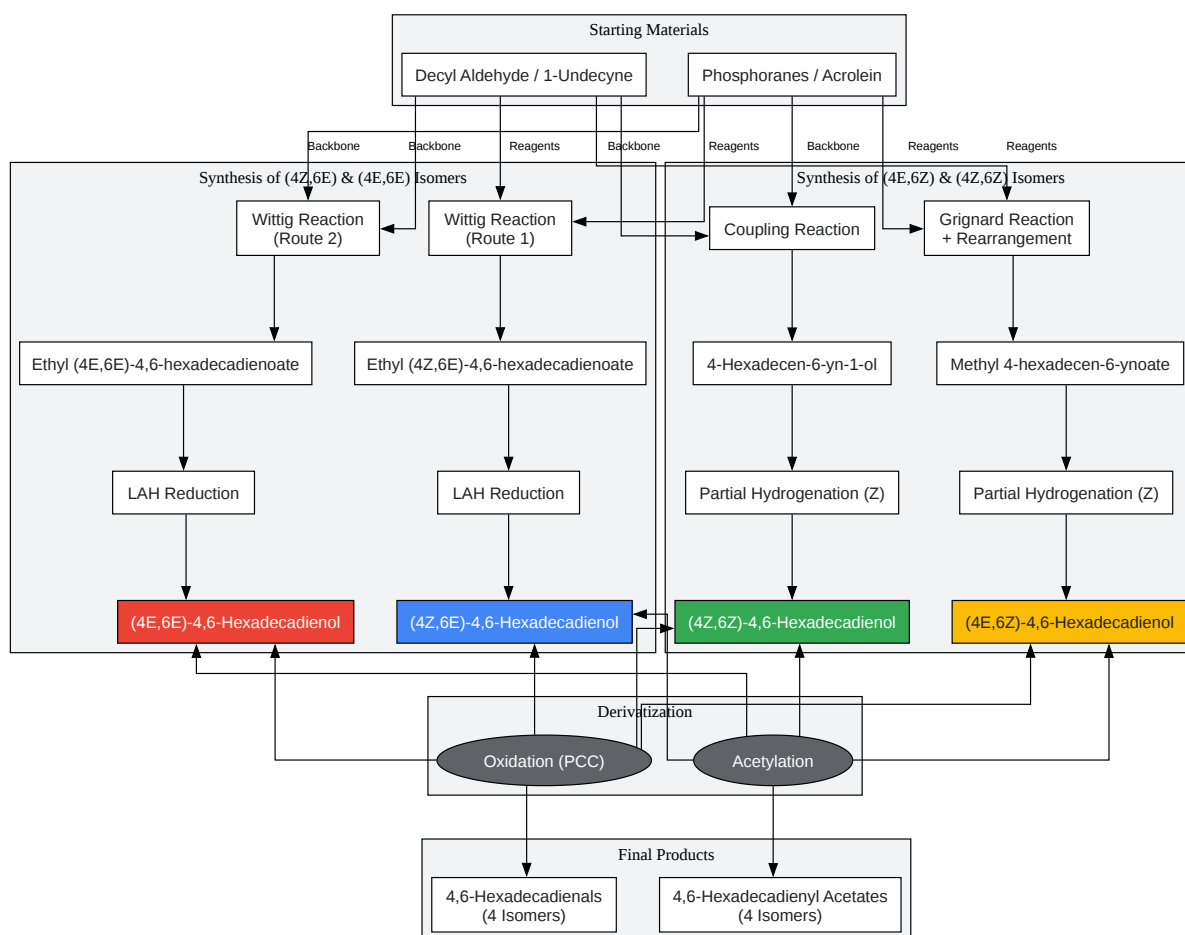 Starting Materials
Decyl Aldehyde / 1-Undecyne
Phosphoranes / Acrolein
Backbone
Backbone
Reagents
Backbone
Reagents
Backbone
Reagents
Reagents
Synthesis of (4Z,6E) & (4E,6E) Isomers
Synthesis of (4E,6Z) & (4Z,6Z) Isomers
Wittig Reaction
(Route 2)
Wittig Reaction
(Route 1)
Coupling Reaction
Grignard Reaction
+ Rearrangement
Ethyl (4E,6E)-4,6-hexadecadienoate
Ethyl (4Z,6E)-4,6-hexadecadienoate
4-Hexadecen-6-yn-1-ol
Methyl 4-hexadecen-6-ynoate
LAH Reduction
LAH Reduction
Partial Hydrogenation (Z)
Partial Hydrogenation (Z)
(4E,6E)-4,6-Hexadecadienol
(4Z,6E)-4,6-Hexadecadienol
(4Z,6Z)-4,6-Hexadecadienol
(4E,6Z)-4,6-Hexadecadienol
Derivatization
Oxidation (PCC)
Acetylation
Final Products
4,6-Hexadecadienals
(4 Isomers)
4,6-Hexadecadienyl Acetates
(4 Isomers)